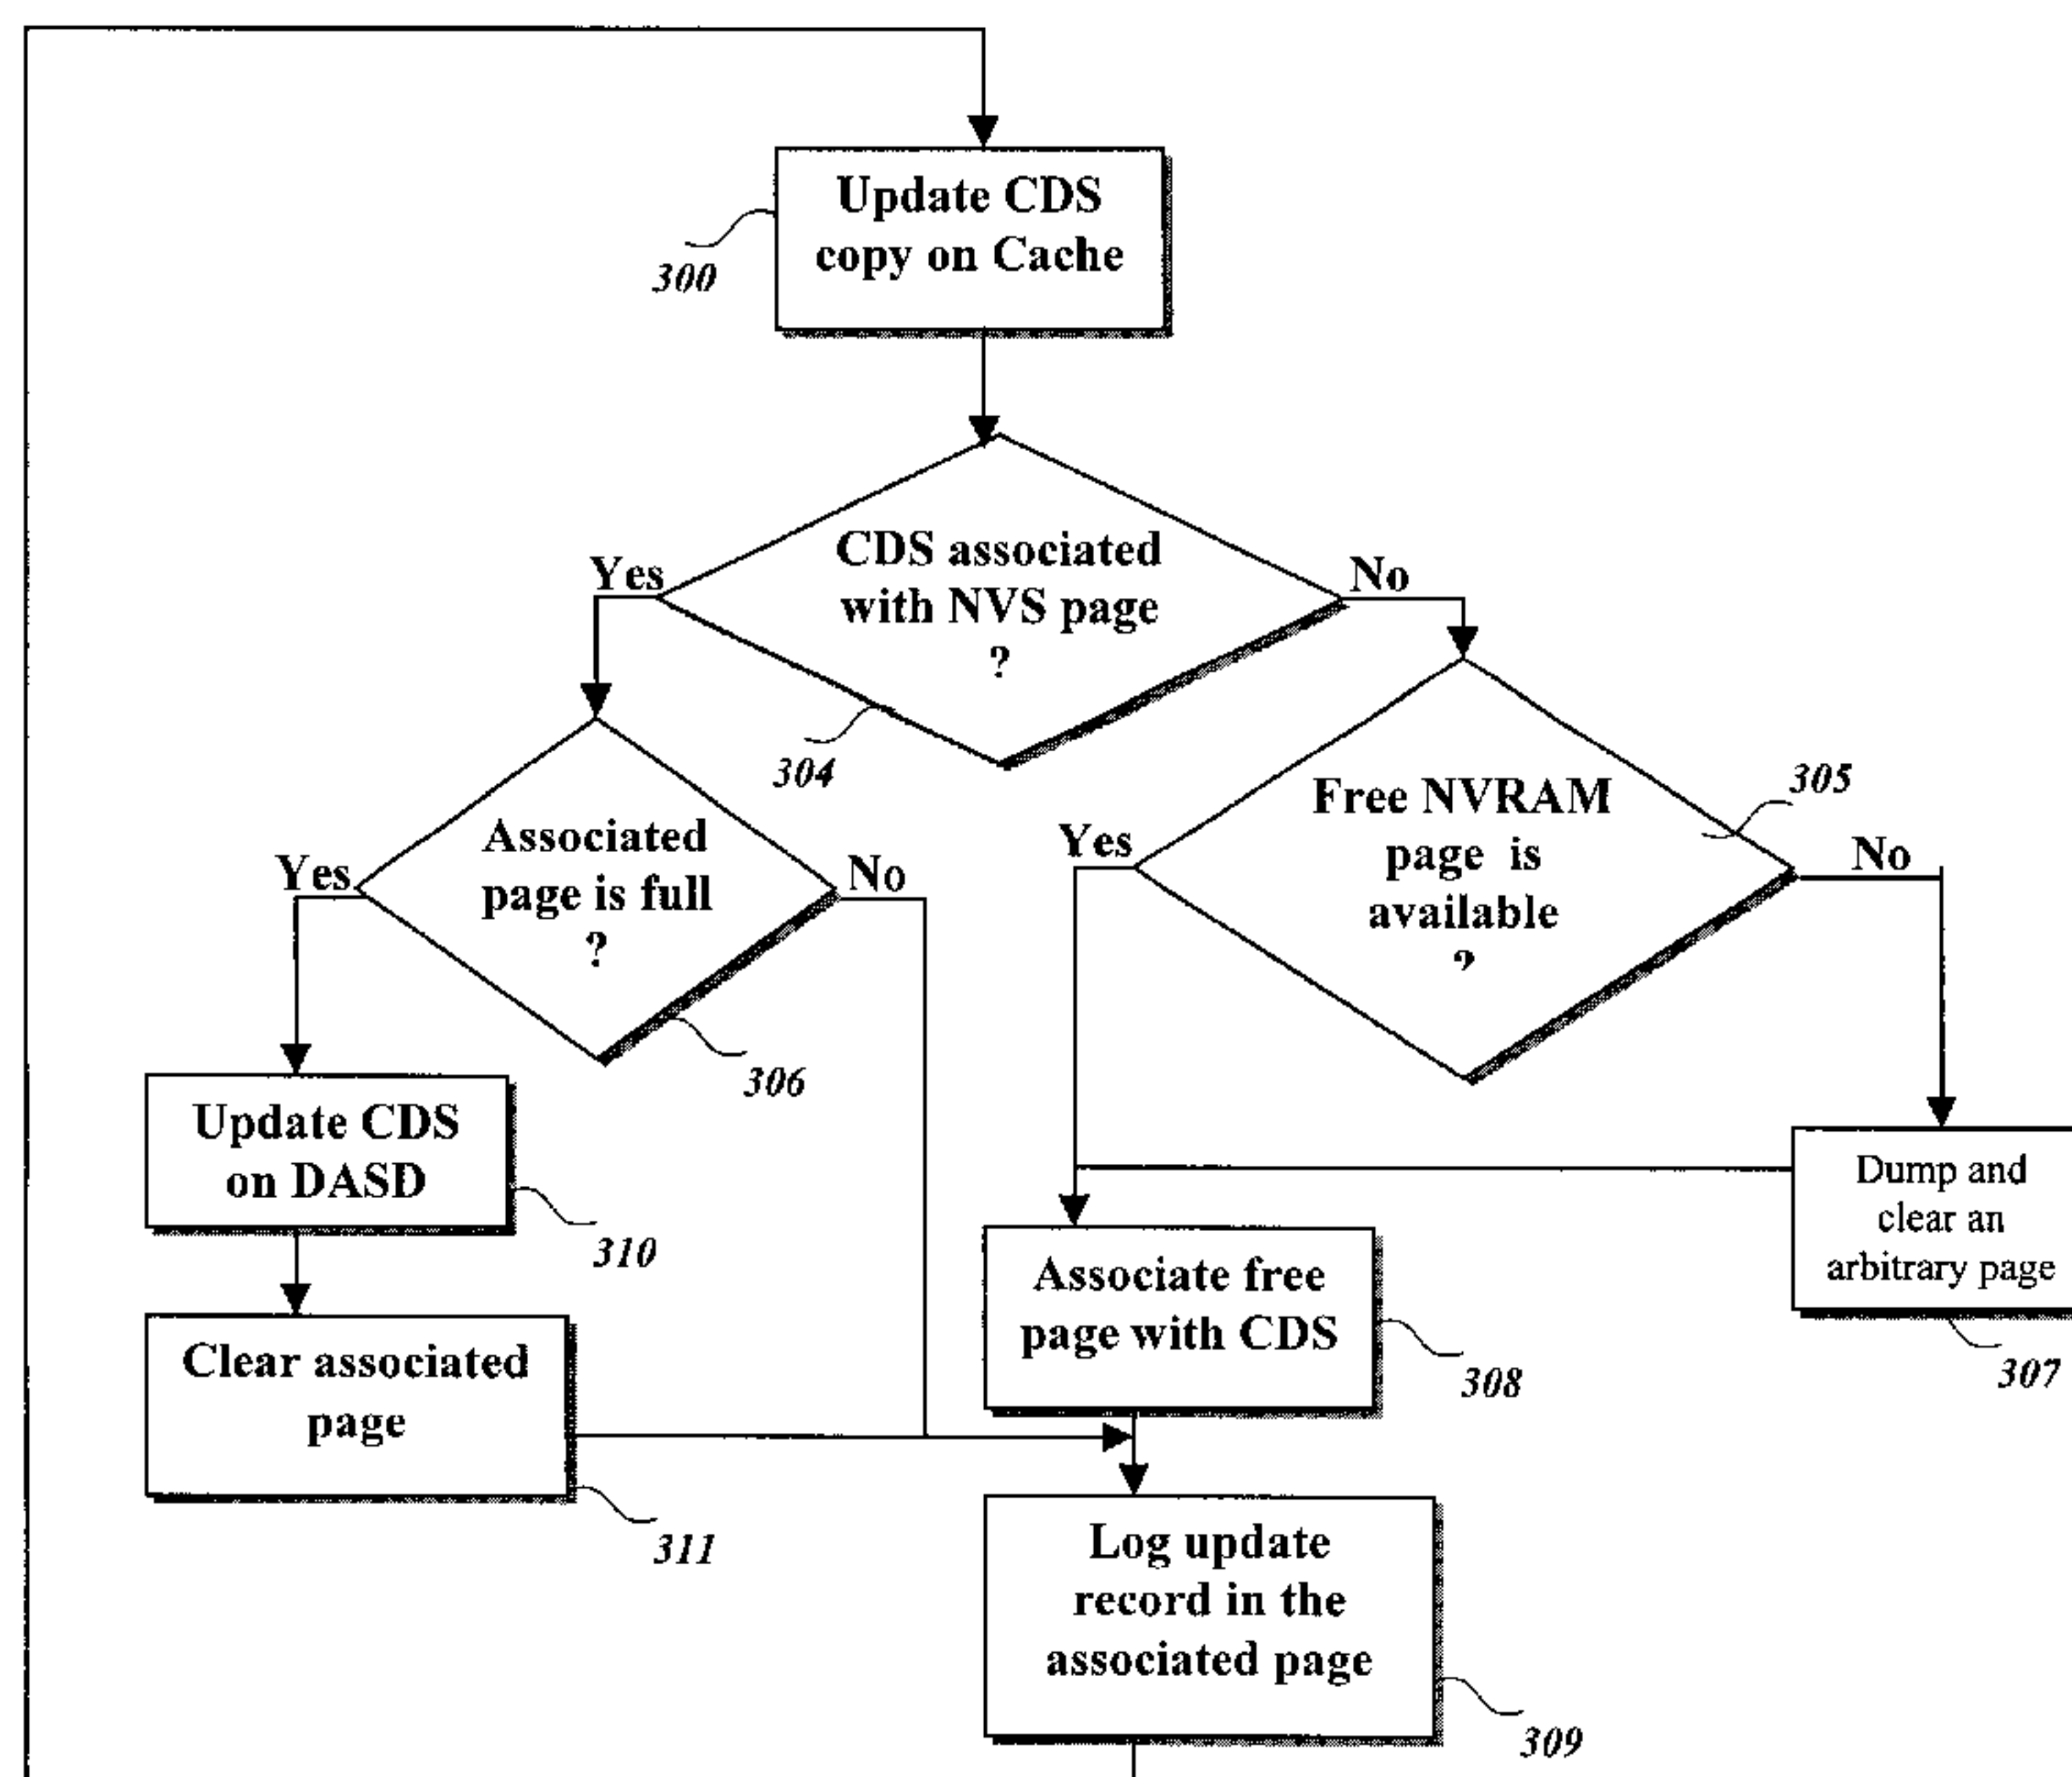 Update CDS
copy on Cache
300
CDS associated
with NVS page
?
Yes
No
304
Associated
page is full
?
Yes
No
306
Free NVRAM
page is
available
?
305
Yes
No
Update CDS
on DASD
310
Dump and
clear an
arbitrary page
307
Associate free
page with CDS
308
Clear associated
page
311
Log update
record in the
associated page
309